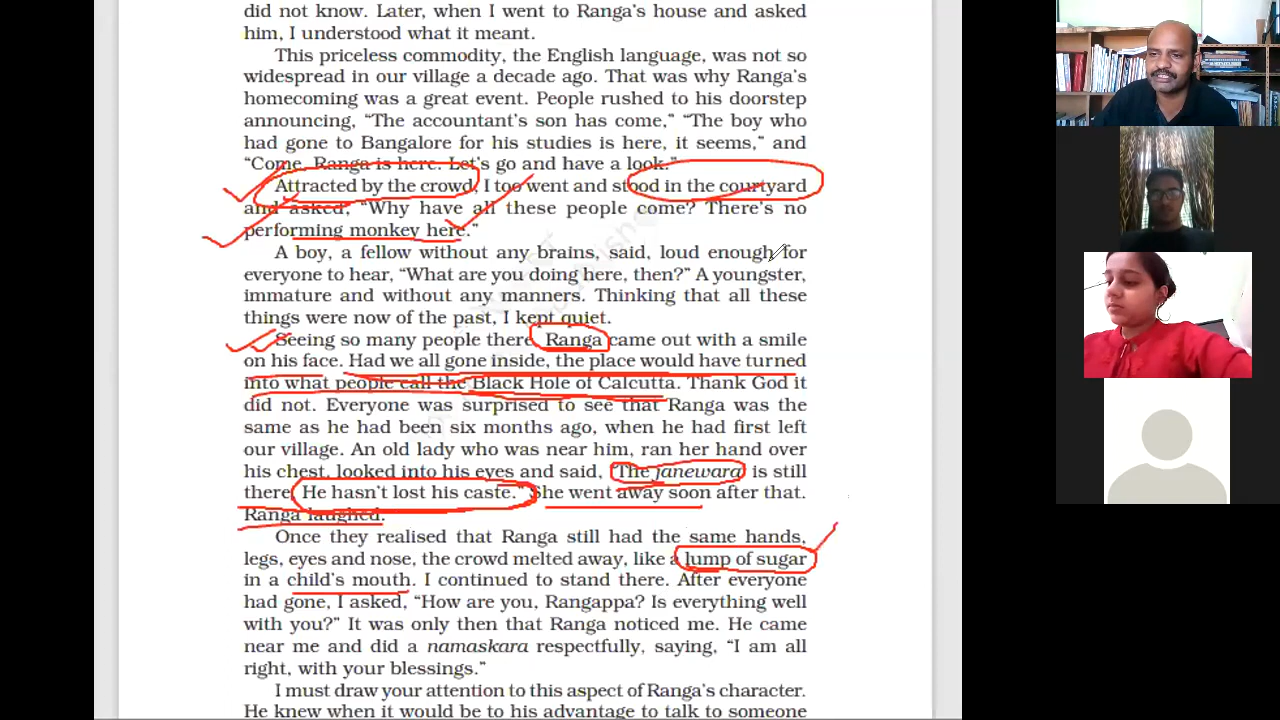 did not know. Later, when I went to Ranga's house and asked
him, I understood what it meant.
This priceless commodity, the English language, was not so
widespread in our village a decade ago. That was why Ranga's
homecoming was a great event. People rushed to his doorstep
announcing, “The accountant's son has come,” “The boy who
had gone to Bangalore for his studies is here, it seems,” and
“Come, Ranga is here. Let's go and have a look.”
Attracted by the crowd, I too went and stood in the courtyard
and asked, “Why have all these people come? There's no
performing monkey here.”
A boy, a fellow without any brains, said, loud enough for
everyone to hear, “What are you doing here, then?” A youngster,
immature and without any manners. Thinking that all these
things were now of the past, I kept quiet.
Seeing so many people there, Ranga came out with a smile
on his face. Had we all gone inside, the place would have turned
into what people call the Black Hole of Calcutta. Thank God it
did not. Everyone was surprised to see that Ranga was the
same as he had been six months ago, when he had first left
our village. An old lady who was near him, ran her hand over
his chest, looked into his eyes and said, “The janewara is still
there. He hasn't lost his caste.” She went away soon after that.
Ranga laughed.
Once they realised that Ranga still had the same hands,
legs, eyes and nose, the crowd melted away, like a lump of sugar
in a child's mouth. I continued to stand there. After everyone
had gone, I asked, “How are you, Rangappa? Is everything well
with you?” It was only then that Ranga noticed me. He came
near me and did a namaskara respectfully, saying, “I am all
right, with your blessings.”
I must draw your attention to this aspect of Ranga's character.
He knew when it would be to his advantage to talk to someone